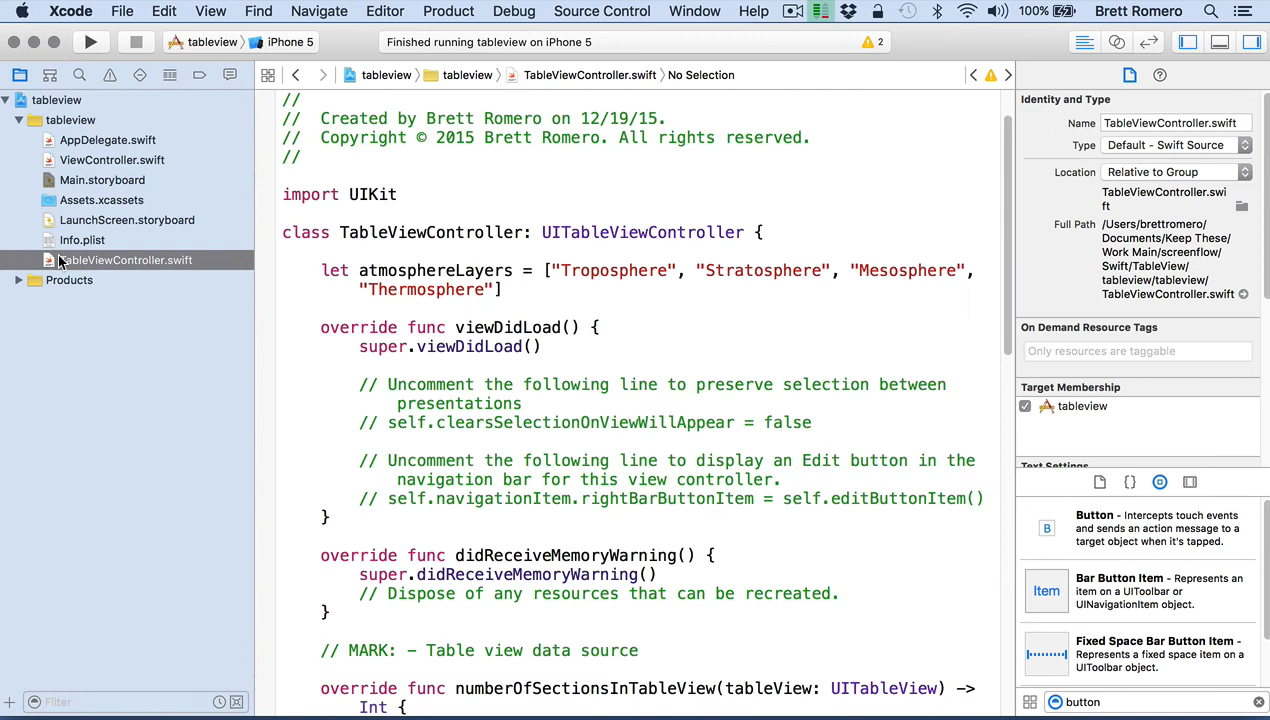 Xcode File Edit View Find Navigate Editor Product Debug Source Control Window Help 100% Brett Romero
tableview iPhone 5 Finished running tableview on iPhone 5 2
tableview tableview TableViewController.swift No Selection
tableview
tableview
AppDelegate.swift
ViewController.swift
Main.storyboard
Assets.xcassets
LaunchScreen.storyboard
Info.plist
TableViewController.swift
Products
Filter
//
// Created by Brett Romero on 12/19/15.
// Copyright © 2015 Brett Romero. All rights reserved.
//
import UIKit
class TableViewController: UITableViewController {
let atmosphereLayers = ["Troposphere", "Stratosphere", "Mesosphere",
"Thermosphere"]
override func viewDidLoad() {
super.viewDidLoad()
// Uncomment the following line to preserve selection between
presentations
// self.clearsSelectionOnViewWillAppear = false
// Uncomment the following line to display an Edit button in the
navigation bar for this view controller.
// self.navigationItem.rightBarButtonItem = self.editButtonItem()
}
override func didReceiveMemoryWarning() {
super.didReceiveMemoryWarning()
// Dispose of any resources that can be recreated.
}
// MARK: - Table view data source
override func numberOfSectionsInTableView(tableView: UITableView) ->
Int {
Identity and Type
Name TableViewController.swift
Type Default - Swift Source
Location Relative to Group
TableViewController.swi
ft
Full Path /Users/brettromero/
Documents/Keep These/
Work Main/screenflow/
Swift/TableView/
tableview/tableview/
TableViewController.swift
On Demand Resource Tags
Only resources are taggable
Target Membership
tableview
Text Settings
B
Button - Intercepts touch events
and sends an action message to a
target object when it's tapped.
Item
Bar Button Item - Represents an
item on a UIToolbar or
UINavigationItem object.
Fixed Space Bar Button Item -
Represents a fixed space item on a
UIToolbar object.
button